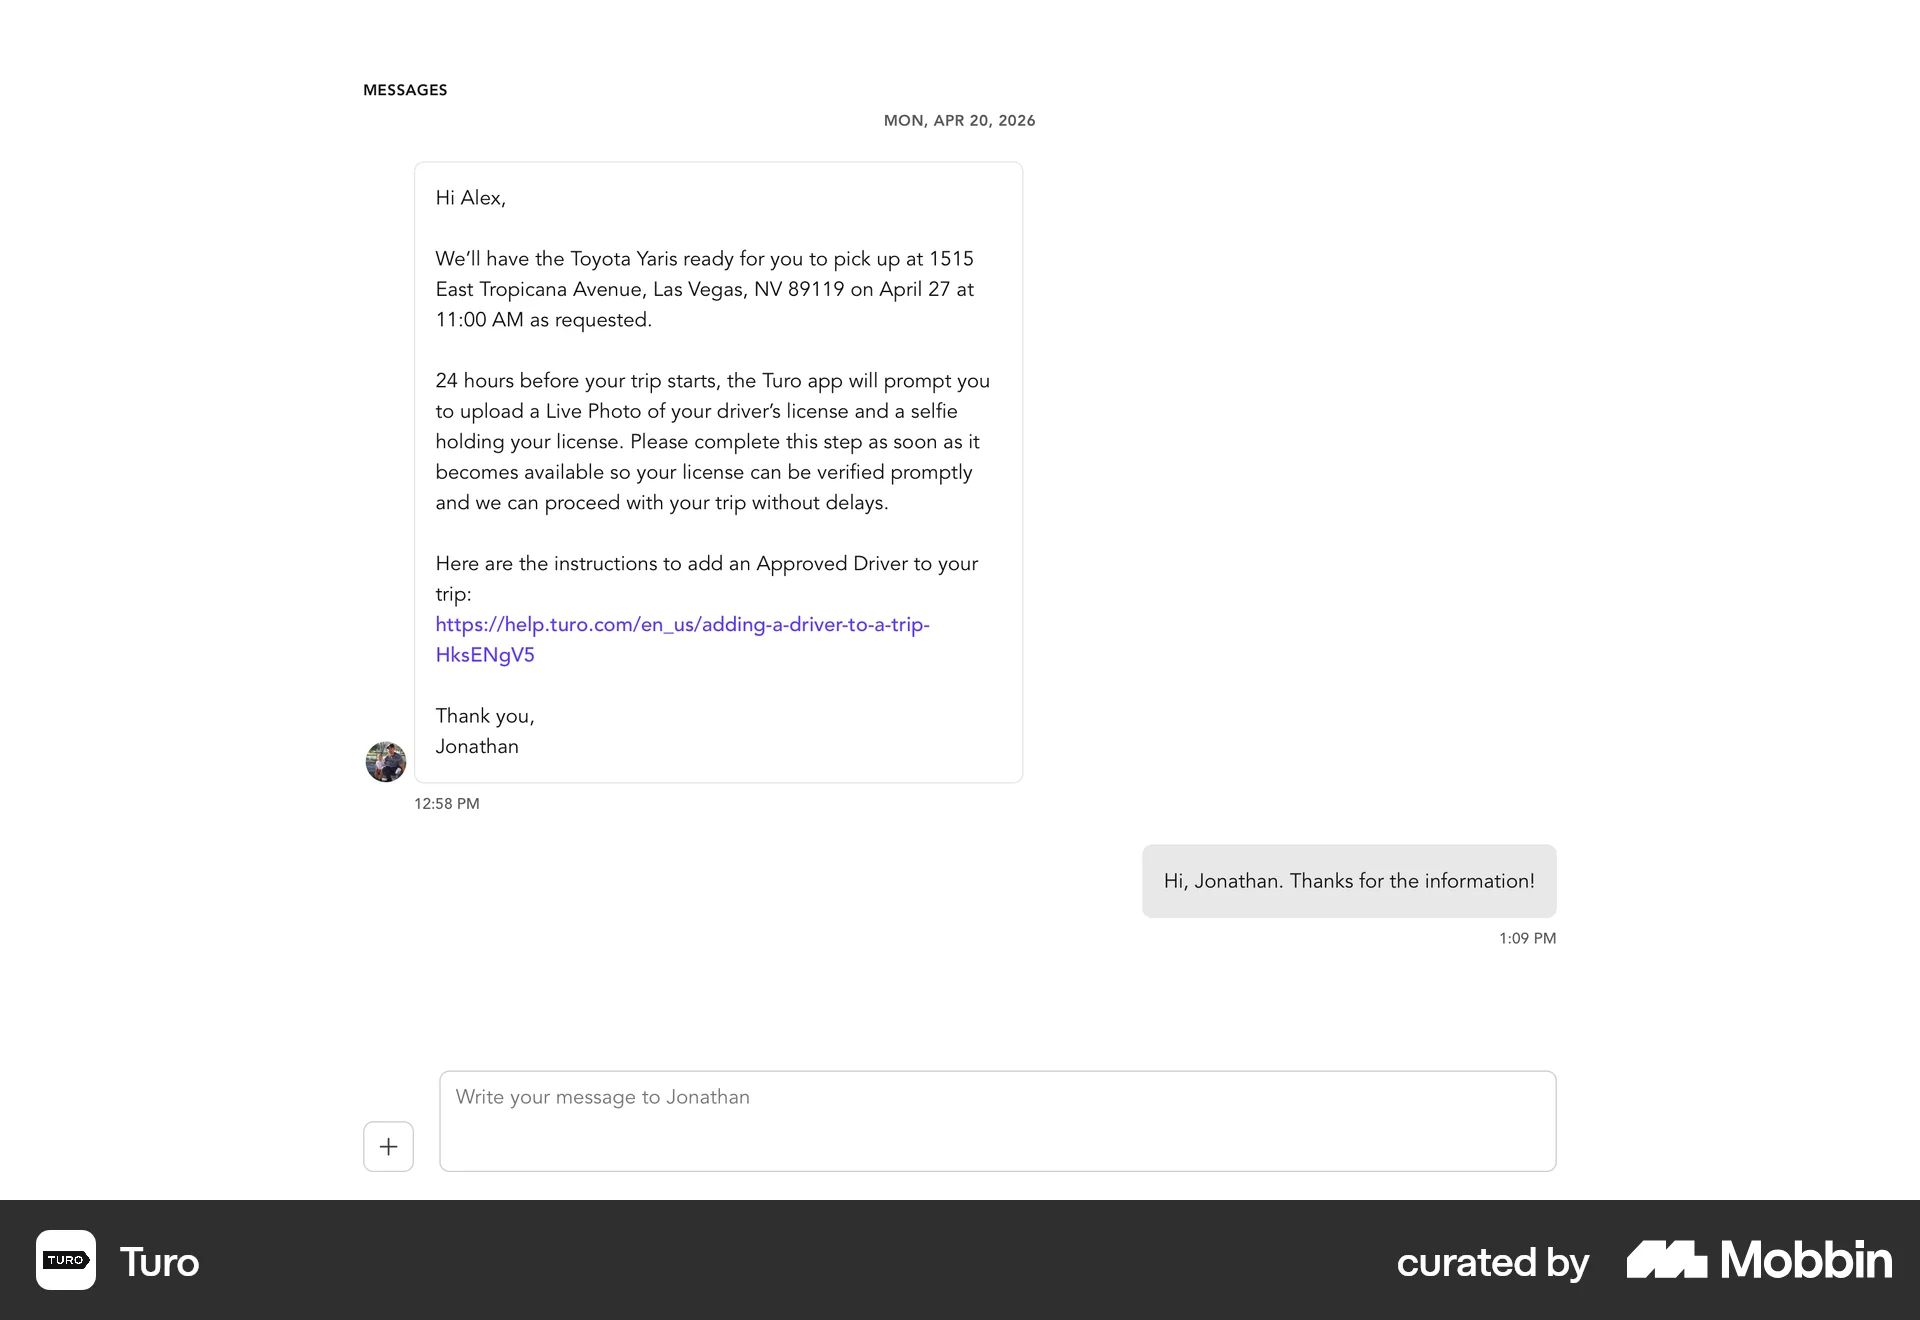 MESSAGES
MON, APR 20, 2026
Hi Alex,
We’ll have the Toyota Yaris ready for you to pick up at 1515
East Tropicana Avenue, Las Vegas, NV 89119 on April 27 at
11:00 AM as requested.
24 hours before your trip starts, the Turo app will prompt you
to upload a Live Photo of your driver’s license and a selfie
holding your license. Please complete this step as soon as it
becomes available so your license can be verified promptly
and we can proceed with your trip without delays.
Here are the instructions to add an Approved Driver to your
trip:
https://help.turo.com/en_us/adding-a-driver-to-a-trip-
HksENgV5
Thank you,
Jonathan
12:58 PM
Hi, Jonathan. Thanks for the information!
1:09 PM
Write your message to Jonathan
TURO
Turo
curated by
Mobbin